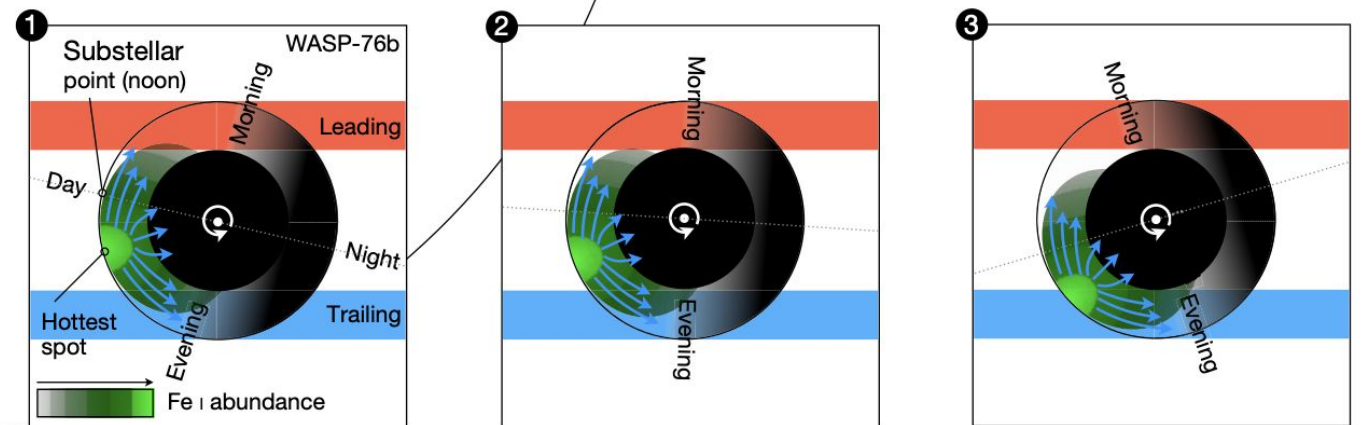 1
WASP-76b
Substellar
point (noon)
Morning
Leading
Day
Night
Trailing
Hottest
spot
Evening
Fe I abundance
2
Morning
Evening
3
Morning
Evening